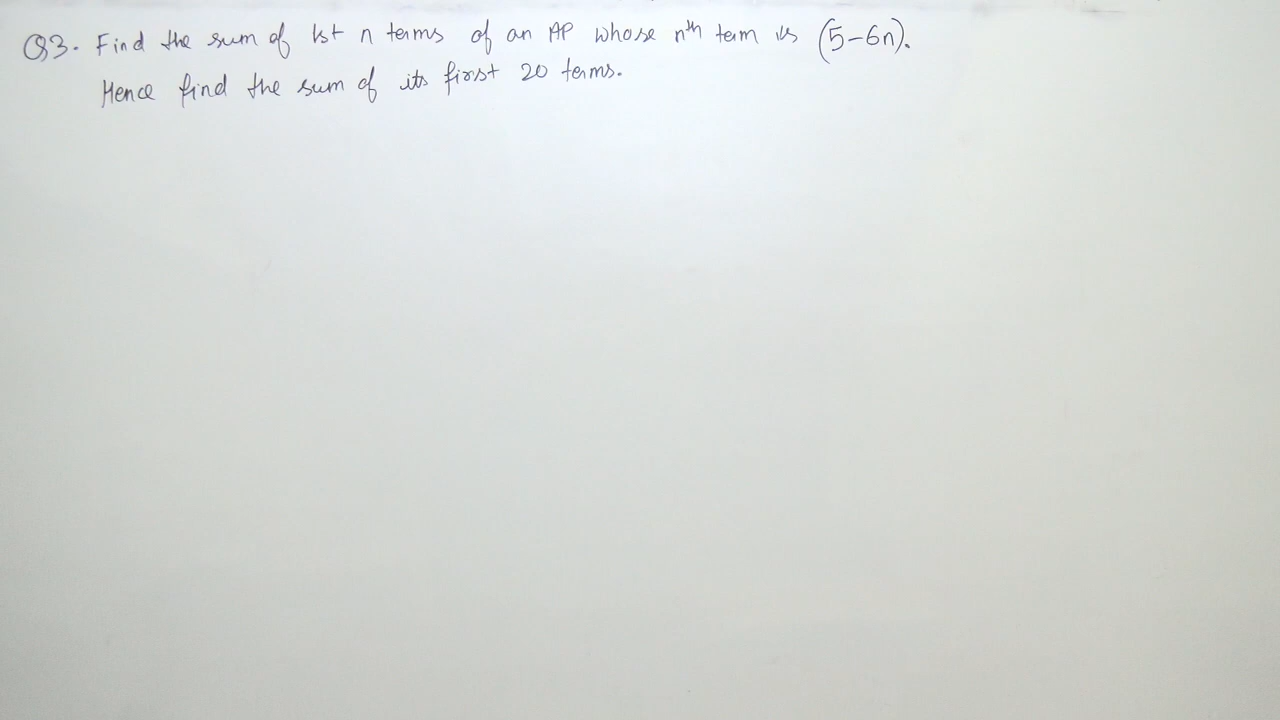 Q3. Find the sum of 1st n terms of an AP whose nth term is (5-6n).
Hence find the sum of its first 20 terms.